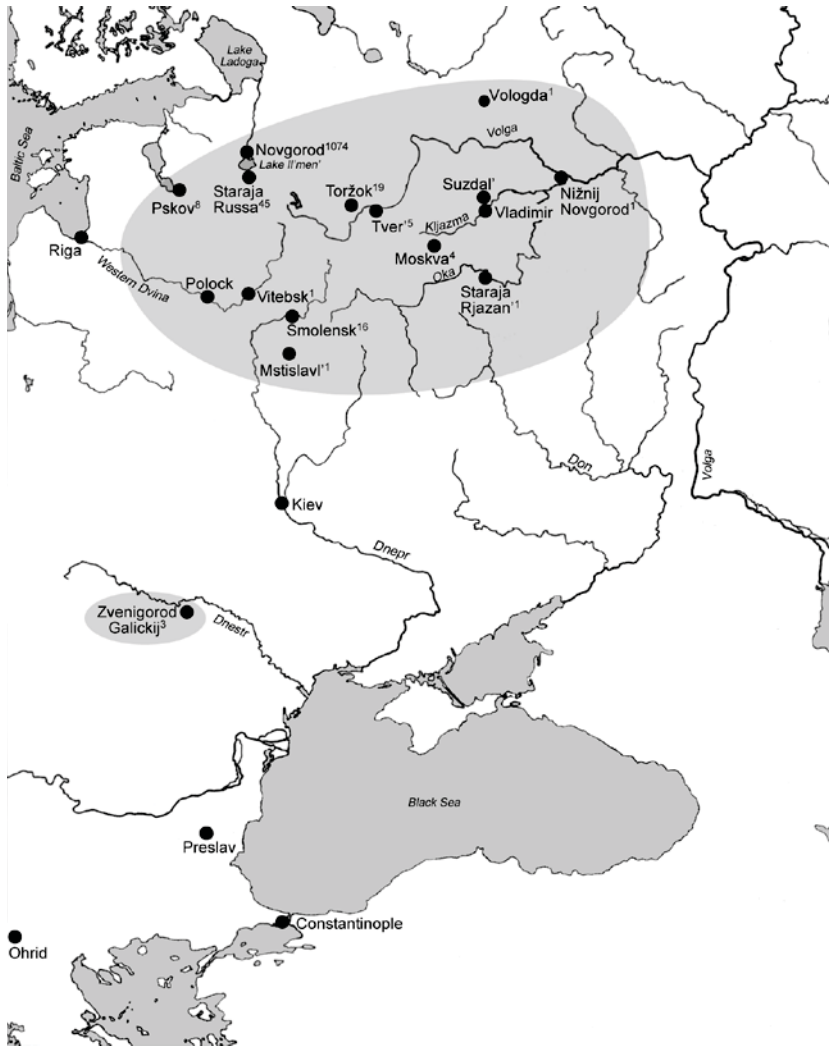 Lake
Ladoga
Baltic Sea
Vologda¹
Volga
Novgorod¹⁰⁷⁴
Lake Il'men'
Staraja
Russa⁴⁵
Pskov⁸
Toržok¹⁹
Tver'⁵
Suzdal'
Nižnij
Novgorod¹
Vladimir
Kljazma
Moskva⁴
Riga
Western Dvina
Oka
Staraja
Rjazan'¹
Polock
Vitebsk¹
Smolensk¹⁶
Mstislavl'¹
Don
Volga
Kiev
Dnepr
Zvenigorod
Galickij³
Dnestr
Black Sea
Preslav
Constantinople
Ohrid